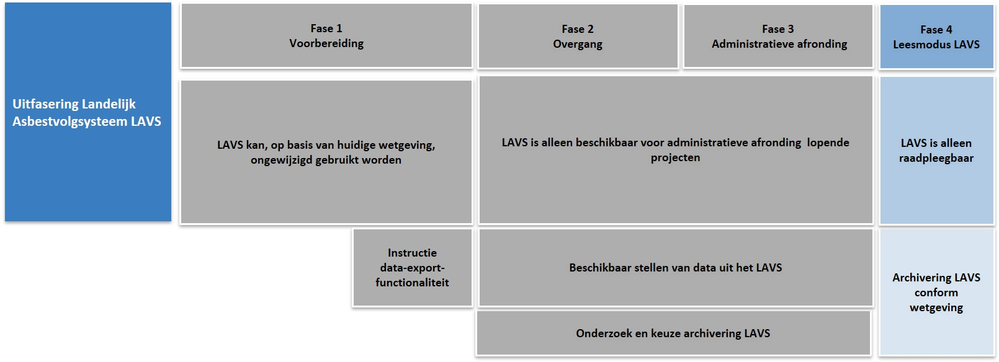 Uitfasering Landelijk
Asbestvolgsysteem LAVS
Fase 1
Voorbereiding
Fase 2
Overgang
Fase 3
Administratieve afronding
Fase 4
Leesmodus LAVS
LAVS kan, op basis van huidige wetgeving,
ongewijzigd gebruikt worden
LAVS is alleen beschikbaar voor administratieve afronding lopende
projecten
LAVS is alleen
raadpleegbaar
Instructie
data-export-
functionaliteit
Beschikbaar stellen van data uit het LAVS
Archivering LAVS
conform
wetgeving
Onderzoek en keuze archivering LAVS